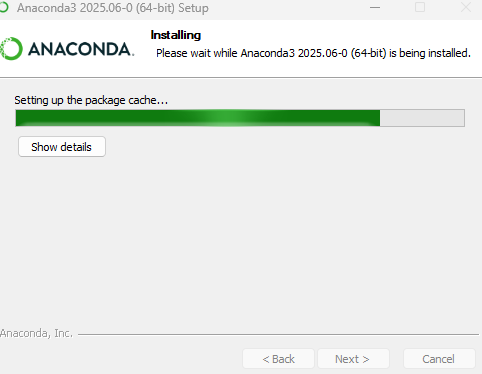 Anaconda3 2025.06-0 (64-bit) Setup
ANACONDA.
Installing
Please wait while Anaconda3 2025.06-0 (64-bit) is being installed.
Setting up the package cache...
Show details
Anaconda, Inc.
< Back
Next >
Cancel